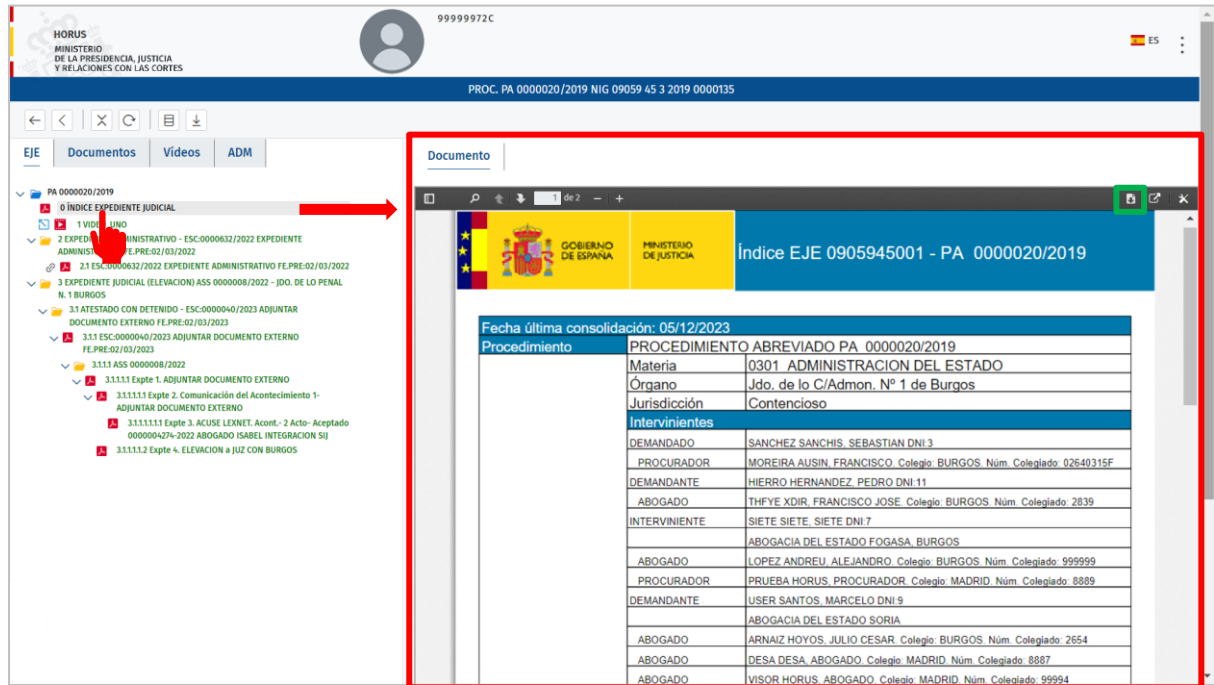 HORUS
MINISTERIO
DE LA PRESIDENCIA, JUSTICIA
Y RELACIONES CON LAS CORTES
99999972C
ES
PROC. PA 0000020/2019 NIG 09059 45 3 2019 0000135
EJE Documentos Vídeos ADM
PA 0000020/2019
0 ÍNDICE EXPEDIENTE JUDICIAL
1 VIDEO UNO
2 EXPEDI MINISTRATIVO - ESC:0000632/2022 EXPEDIENTE
ADMINIST FE.PRE:02/03/2022
2.1 ESC:0000632/2022 EXPEDIENTE ADMINISTRATIVO FE.PRE:02/03/2022
3 EXPEDIENTE JUDICIAL (ELEVACION) ASS 0000008/2022 - JDO. DE LO PENAL
N. 1 BURGOS
3.1 ATESTADO CON DETENIDO - ESC:0000040/2023 ADJUNTAR
DOCUMENTO EXTERNO FE.PRE:02/03/2023
3.1.1 ESC:0000040/2023 ADJUNTAR DOCUMENTO EXTERNO
FE.PRE:02/03/2023
3.1.1.1 ASS 0000008/2022
3.1.1.1.1 Expte 1. ADJUNTAR DOCUMENTO EXTERNO
3.1.1.1.1.1 Expte 2. Comunicación del Acontecimiento 1-
ADJUNTAR DOCUMENTO EXTERNO
3.1.1.1.1.1.1 Expte 3. ACUSE LEXNET. Acont.- 2 Acto- Aceptado
0000004274-2022 ABOGADO ISABEL INTEGRACION SIJ
3.1.1.1.1.2 Expte 4. ELEVACION a JUZ CON BURGOS
Documento
1 de 2
GOBIERNO
DE ESPAÑA
MINISTERIO
DE JUSTICIA
Índice EJE 0905945001 - PA 0000020/2019
Fecha última consolidación: 05/12/2023
Procedimiento PROCEDIMIENTO ABREVIADO PA 0000020/2019
Materia 0301 ADMINISTRACION DEL ESTADO
Órgano Jdo. de lo C/Admon. Nº 1 de Burgos
Jurisdicción Contencioso
Intervinientes
DEMANDADO SANCHEZ SANCHIS, SEBASTIAN DNI:3
PROCURADOR MOREIRA AUSIN, FRANCISCO. Colegio: BURGOS. Núm. Colegiado: 02640315F
DEMANDANTE HIERRO HERNANDEZ, PEDRO DNI:11
ABOGADO THFYE XDIR, FRANCISCO JOSE. Colegio: BURGOS. Núm. Colegiado: 2839
INTERVINIENTE SIETE SIETE, SIETE DNI:7
ABOGACIA DEL ESTADO FOGASA, BURGOS
ABOGADO LOPEZ ANDREU, ALEJANDRO. Colegio: BURGOS. Núm. Colegiado: 999999
PROCURADOR PRUEBA HORUS, PROCURADOR. Colegio: MADRID. Núm. Colegiado: 8889
DEMANDANTE USER SANTOS, MARCELO DNI:9
ABOGACIA DEL ESTADO SORIA
ABOGADO ARNAIZ HOYOS, JULIO CESAR. Colegio: BURGOS. Núm. Colegiado: 2654
ABOGADO DESA DESA, ABOGADO. Colegio: MADRID. Núm. Colegiado: 8887
ABOGADO VISOR HORUS, ABOGADO. Colegio: MADRID. Núm. Colegiado: 99994